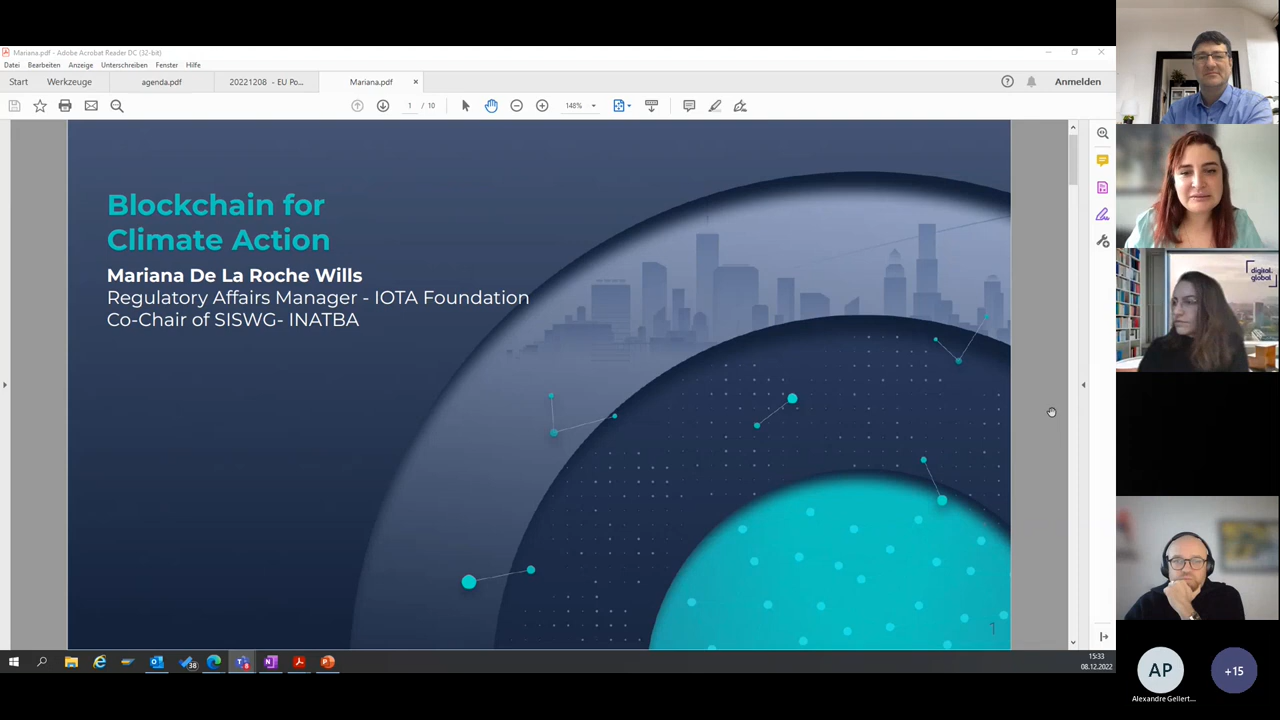 Mariana.pdf - Adobe Acrobat Reader DC (32-bit)
Datei Bearbeiten Anzeige Unterschreiben Fenster Hilfe
Start Werkzeuge agenda.pdf 20221208 - EU Po... Mariana.pdf × Anmelden
1 / 10 148%
Blockchain for
Climate Action
Mariana De La Roche Wills
Regulatory Affairs Manager - IOTA Foundation
Co-Chair of SISWG- INATBA
1
38
15:33
08.12.2022
digital.
global
AP
+15
Alexandre Gellert...